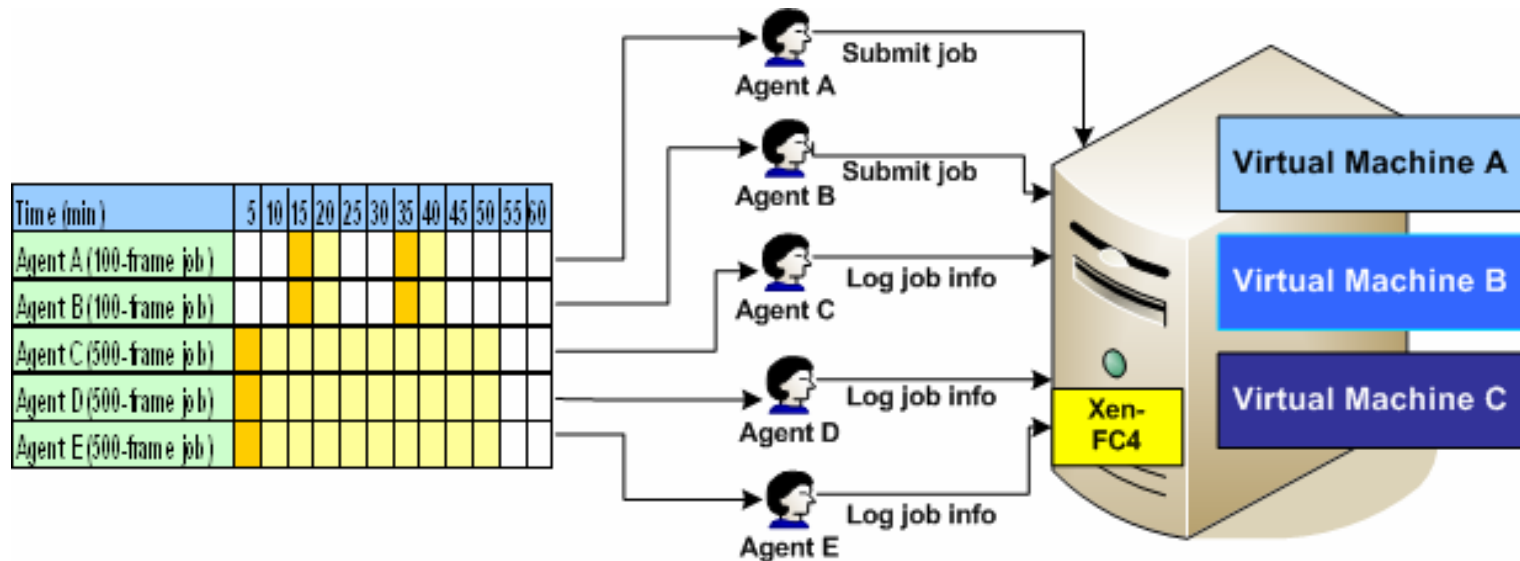 Time (min) 5 10 15 20 25 30 35 40 45 50 55 60
Agent A (100-frame job)
Agent B (100-frame job)
Agent C (500-frame job)
Agent D (500-frame job)
Agent E (500-frame job)
Agent A
Submit job
Agent B
Submit job
Agent C
Log job info
Agent D
Log job info
Agent E
Log job info
Xen-
FC4
Virtual Machine A
Virtual Machine B
Virtual Machine C